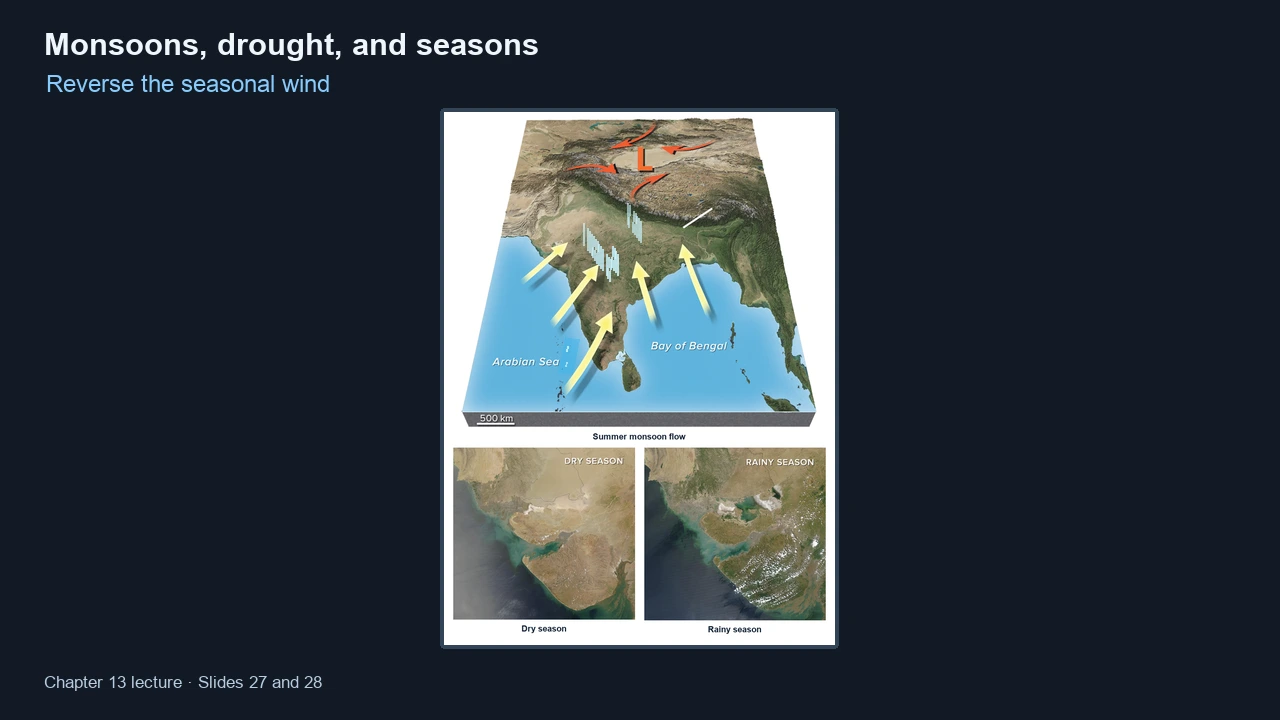 Monsoons, drought, and seasons
Reverse the seasonal wind
L
Arabian Sea
Bay of Bengal
500 km
Summer monsoon flow
DRY SEASON
RAINY SEASON
Dry season
Rainy season
Chapter 13 lecture · Slides 27 and 28